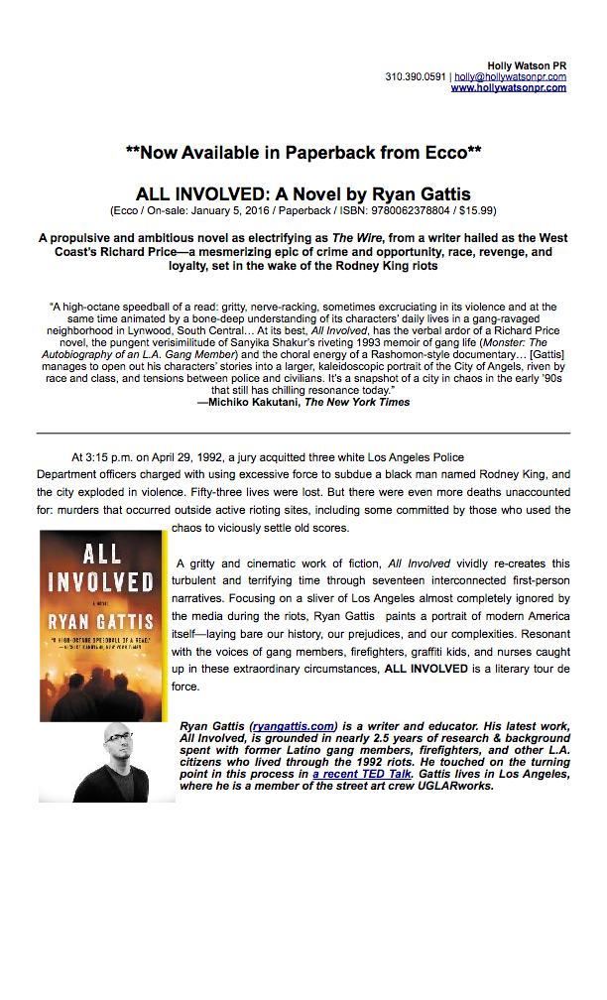 Holly Watson PR
310.390.0591 | holly@hollywatsonpr.com
www.hollywatsonpr.com
**Now Available in Paperback from Ecco**
ALL INVOLVED: A Novel by Ryan Gattis
(Ecco / On-sale: January 5, 2016 / Paperback / ISBN: 9780062378804 / $15.99)
A propulsive and ambitious novel as electrifying as The Wire, from a writer hailed as the West
Coast's Richard Price—a mesmerizing epic of crime and opportunity, race, revenge, and
loyalty, set in the wake of the Rodney King riots
“A high-octane speedball of a read: gritty, nerve-racking, sometimes excruciating in its violence and at the
same time animated by a bone-deep understanding of its characters' daily lives in a gang-ravaged
neighborhood in Lynwood, South Central… At its best, All Involved, has the verbal ardor of a Richard Price
novel, the pungent verisimilitude of Sanyika Shakur's riveting 1993 memoir of gang life (Monster: The
Autobiography of an L.A. Gang Member) and the choral energy of a Rashomon-style documentary… [Gattis]
manages to open out his characters' stories into a larger, kaleidoscopic portrait of the City of Angels, riven by
race and class, and tensions between police and civilians. It's a snapshot of a city in chaos in the early '90s
that still has chilling resonance today.”
—Michiko Kakutani, The New York Times
At 3:15 p.m. on April 29, 1992, a jury acquitted three white Los Angeles Police
Department officers charged with using excessive force to subdue a black man named Rodney King, and
the city exploded in violence. Fifty-three lives were lost. But there were even more deaths unaccounted
for: murders that occurred outside active rioting sites, including some committed by those who used the
chaos to viciously settle old scores.
A gritty and cinematic work of fiction, All Involved vividly re-creates this
turbulent and terrifying time through seventeen interconnected first-person
narratives. Focusing on a sliver of Los Angeles almost completely ignored by
the media during the riots, Ryan Gattis paints a portrait of modern America
itself—laying bare our history, our prejudices, and our complexities. Resonant
with the voices of gang members, firefighters, graffiti kids, and nurses caught
up in these extraordinary circumstances, ALL INVOLVED is a literary tour de
force.
ALL
INVOLVED
A NOVEL
RYAN GATTIS
"A HIGH-OCTANE SPEEDBALL OF A READ."
—MICHIKO KAKUTANI, NEW YORK TIMES
Ryan Gattis (ryangattis.com) is a writer and educator. His latest work,
All Involved, is grounded in nearly 2.5 years of research & background
spent with former Latino gang members, firefighters, and other L.A.
citizens who lived through the 1992 riots. He touched on the turning
point in this process in a recent TED Talk. Gattis lives in Los Angeles,
where he is a member of the street art crew UGLARworks.